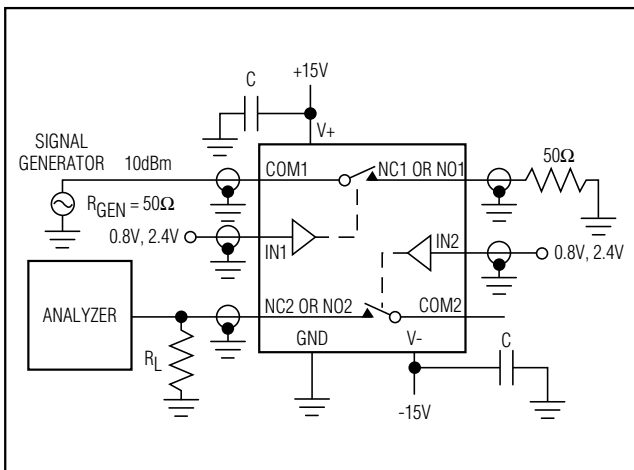 +15V
C
V+
SIGNAL
GENERATOR 10dBm
COM1
NC1 OR NO1
50Ω
RGEN = 50Ω
0.8V, 2.4V
IN1
IN2
0.8V, 2.4V
ANALYZER
NC2 OR NO2
COM2
RL
GND
V-
C
-15V